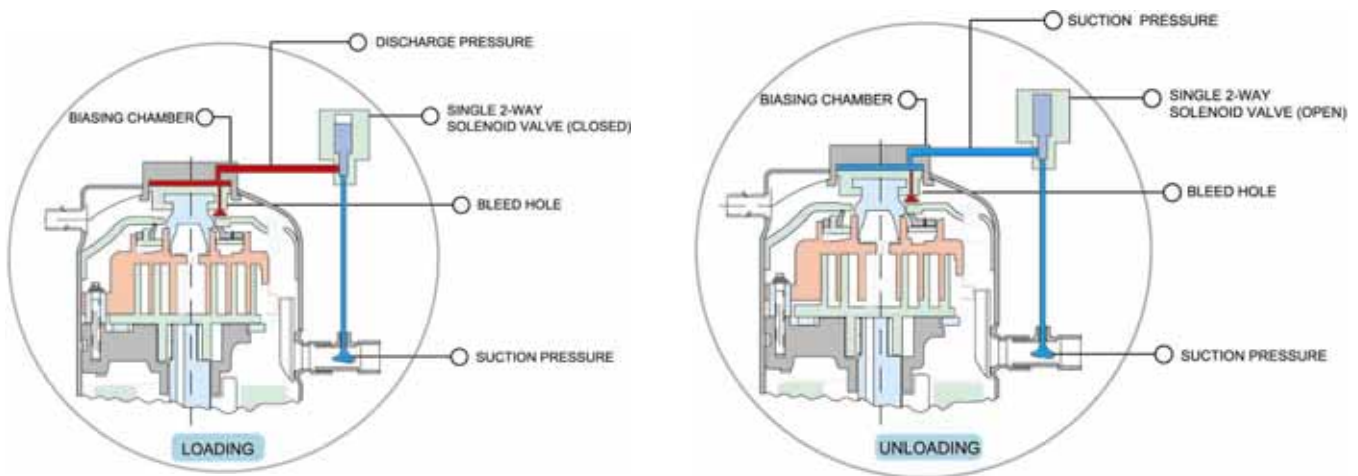 DISCHARGE PRESSURE
SINGLE 2-WAY
SOLENOID VALVE (CLOSED)
BIASING CHAMBER
BLEED HOLE
SUCTION PRESSURE
LOADING
SUCTION PRESSURE
SINGLE 2-WAY
SOLENOID VALVE (OPEN)
BIASING CHAMBER
BLEED HOLE
SUCTION PRESSURE
UNLOADING